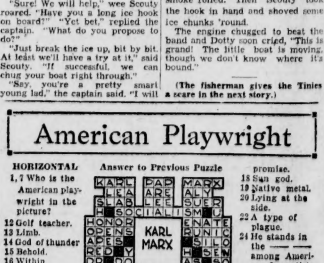 "Sure! We will help," wee Scouty
roared. "Have you a long ice hook
on board?" "Yet bet," replied the
captain. "What do you propose to
do?"
"Just break the ice up, bit by bit.
At least we'll have a try at it," said
Scouty. "If successful, we can
chug your boat right through."
"Say, you're a pretty smart
young lad," the captain said. "I will
the hook in hand and shoved some
ice chunks 'round.
The engine chugged to beat the
band and Dotty soon cried, "This is
grand! The little boat is moving,
though we don't know where it's
bound."
(The fisherman gives the Tinies
a scare in the next story.)
American Playwright
HORIZONTAL
1, 7 Who is the
American play-
wright in the
picture?
12 Golf teacher.
13 Limb.
14 God of thunder
15 Behold.
16 Within.
Answer to Previous Puzzle
KARL PAR MARX
SOCIALISM
KARL
MARX
promise.
18 Sun god.
19 Native metal.
20 Lying at the
side.
22 A type of
plague.
24 He stands in
the ——
among Ameri-